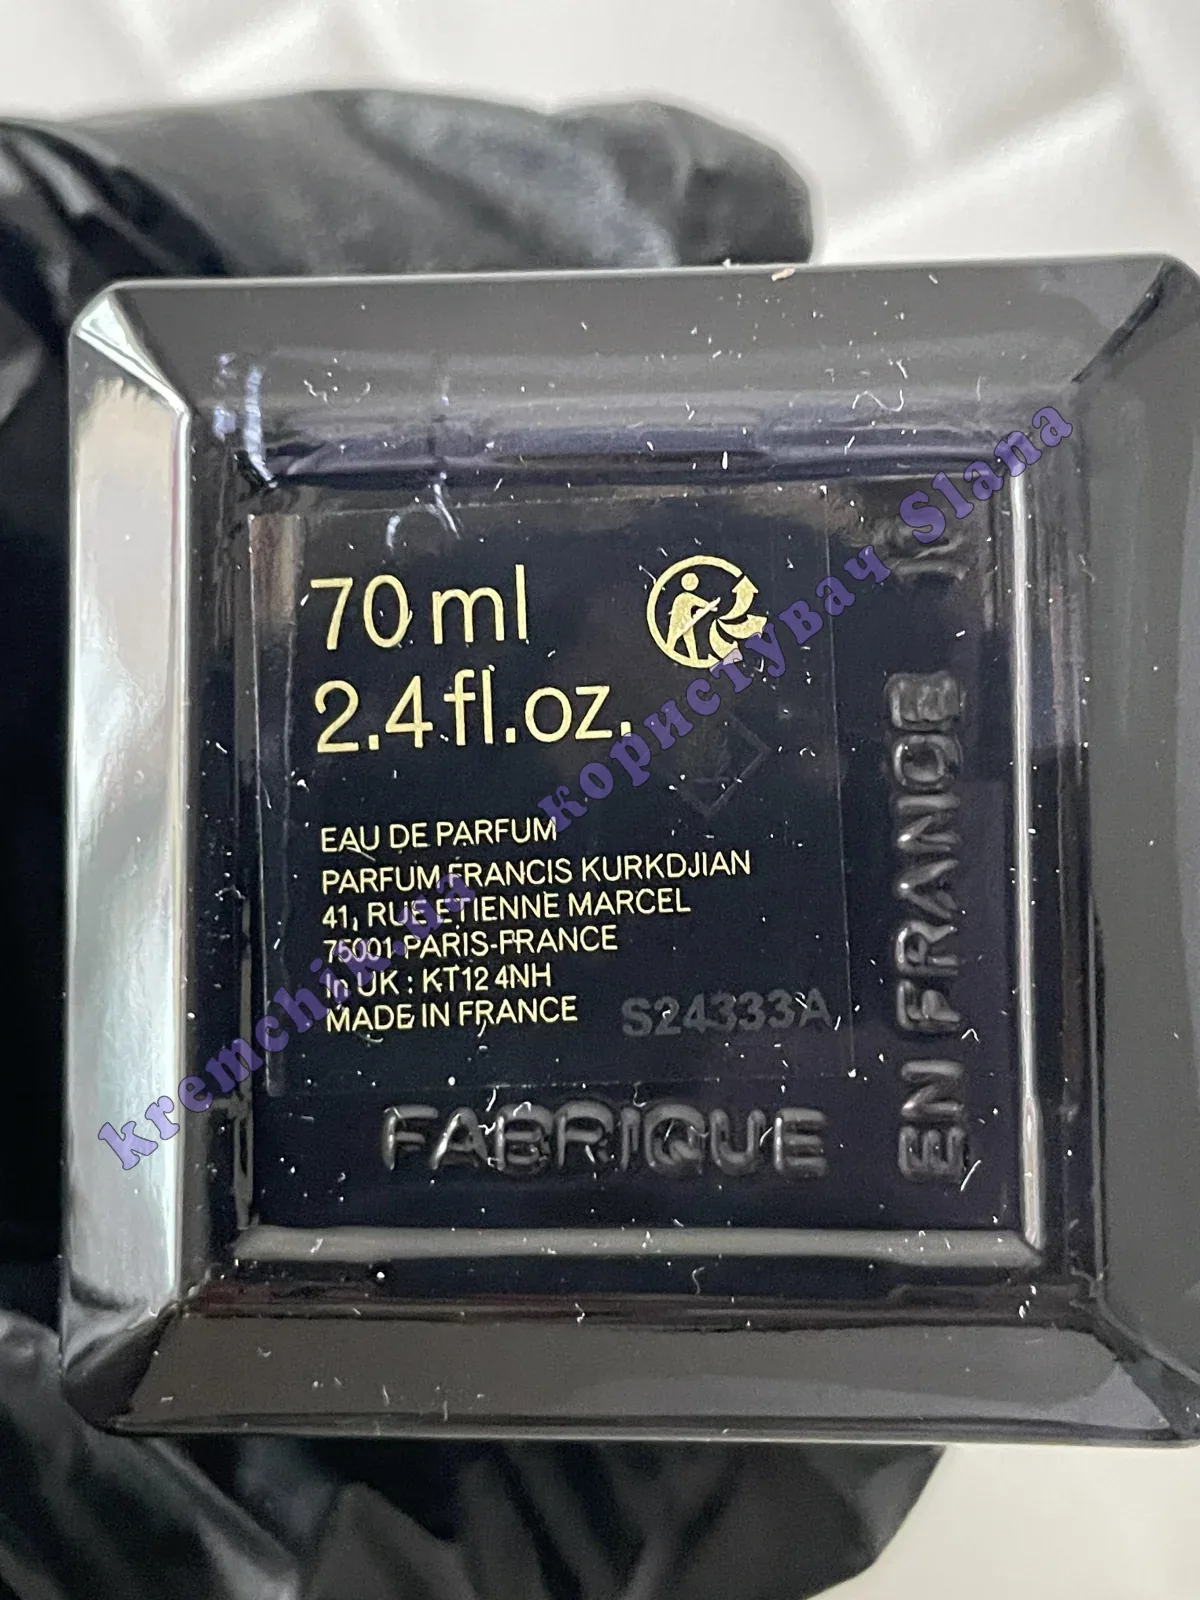 70 ml
2.4 fl.oz.
EAU DE PARFUM
PARFUM FRANCIS KURKDJIAN
41, RUE ETIENNE MARCEL
75001 PARIS-FRANCE
In UK : KT12 4NH
MADE IN FRANCE
S24333A
FABRIQUE
EN FRANCE
kremchik.ua користувач Slana